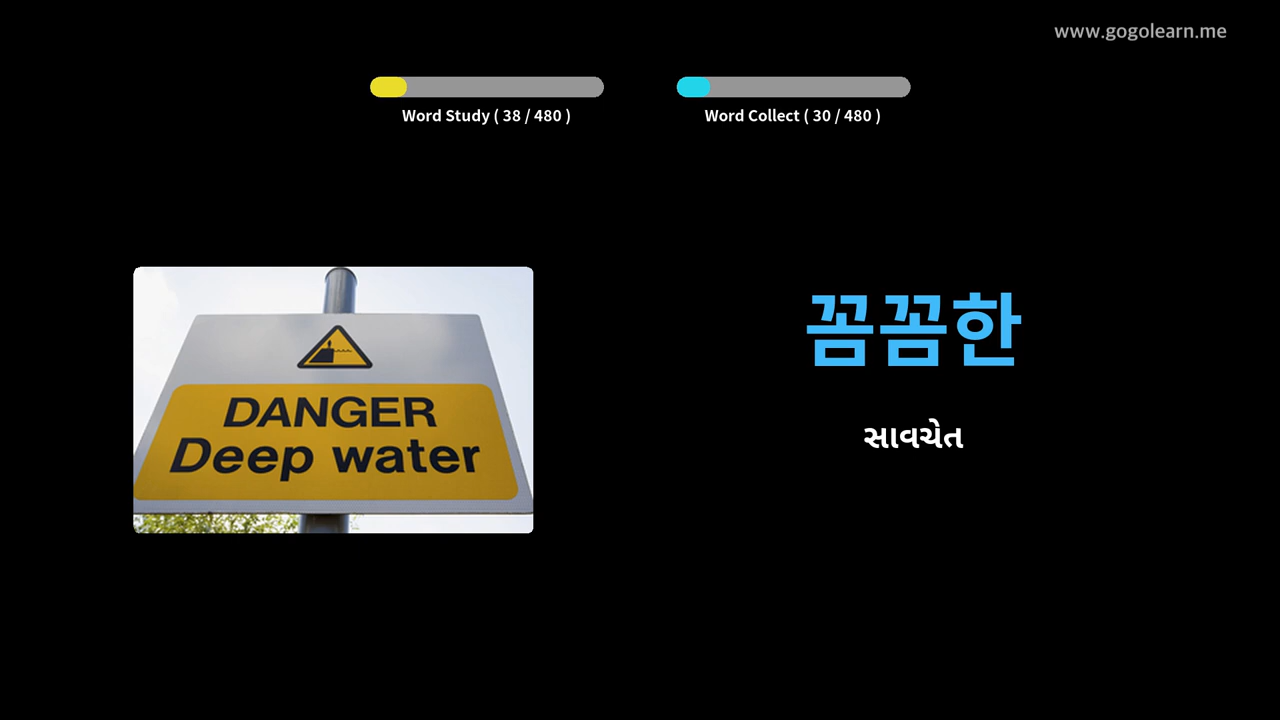 www.gogolearn.me
Word Study ( 38 / 480 )
Word Collect ( 30 / 480 )
DANGER
Deep water
꼼꼼한
સાવચેત